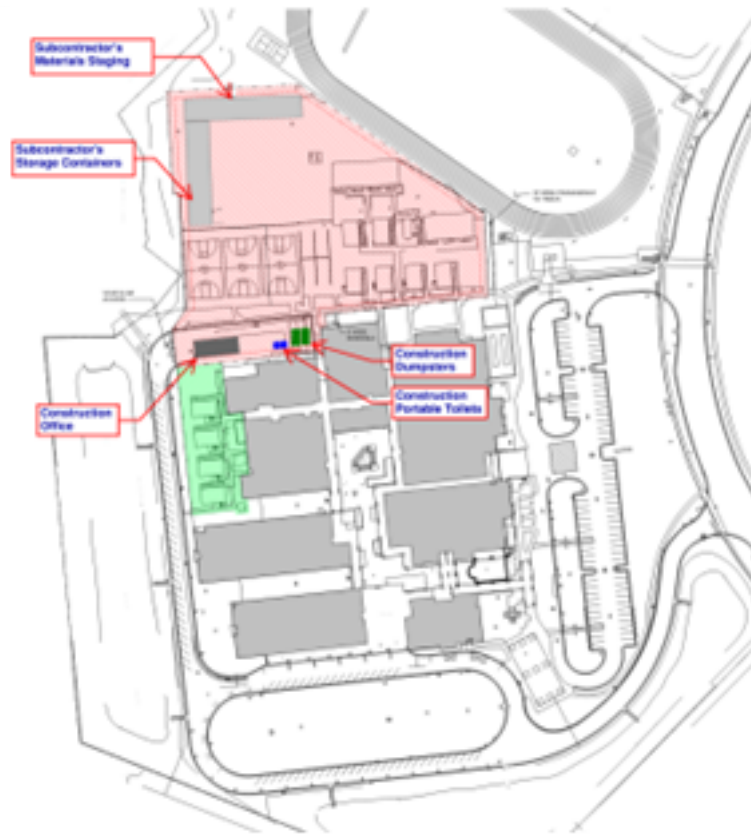 Subcontractor's
Materials Staging
Subcontractor's
Storage Containers
Construction
Dumpsters
Construction
Portable Toilets
Construction
Office